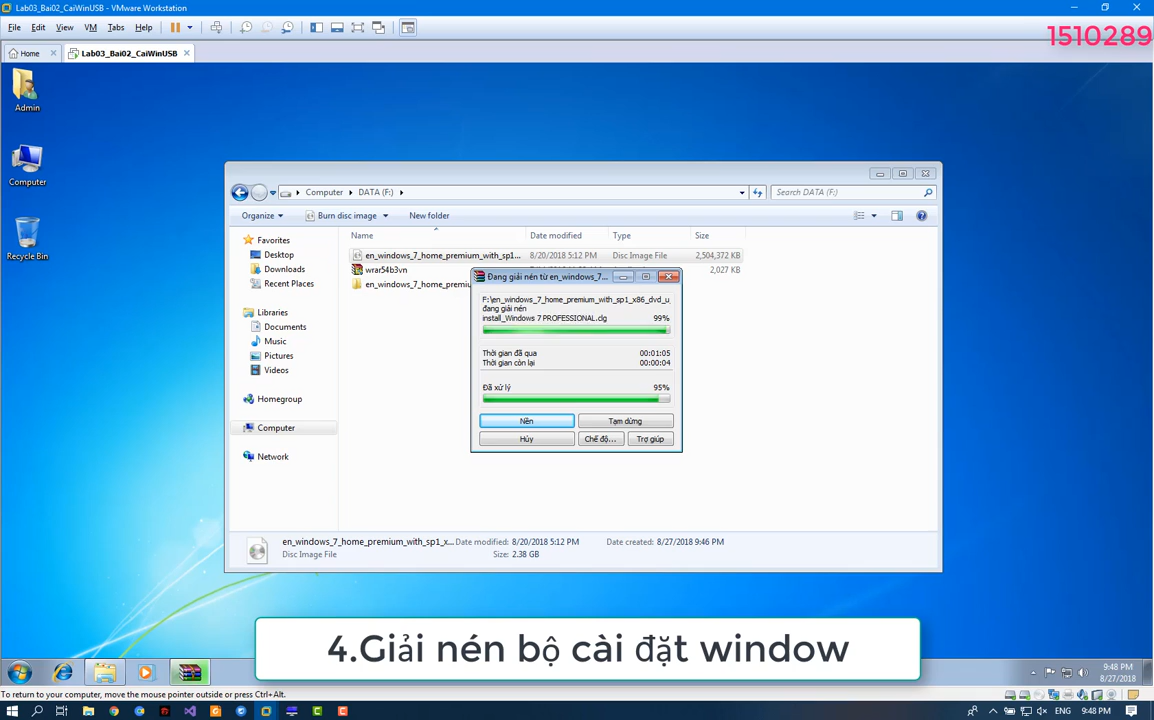 Lab03_Bai02_CaiWinUSB - VMware Workstation
File Edit View VM Tabs Help
1510289
Home Lab03_Bai02_CaiWinUSB
Admin
Computer
Recycle Bin
Computer DATA (F:) Search DATA (F:)
Organize Burn disc image New folder
Name Date modified Type Size
Favorites
Desktop
Downloads
Recent Places
Libraries
Documents
Music
Pictures
Videos
Homegroup
Computer
Network
en_windows_7_home_premium_with_sp1... 8/20/2018 5:12 PM Disc Image File 2,504,372 KB
wrar54b3vn 2,027 KB
en_windows_7_home_premiu
Đang giải nén từ en_windows_7...
F:\en_windows_7_home_premium_with_sp1_x86_dvd_u
đang giải nén
install_Windows 7 PROFESSIONAL.clg 99%
Thời gian đã qua 00:01:05
Thời gian còn lại 00:00:04
Đã xử lý 95%
Nền Tạm dừng
Hủy Chế độ... Trợ giúp
en_windows_7_home_premium_with_sp1_x... Date modified: 8/20/2018 5:12 PM Date created: 8/27/2018 9:46 PM
Disc Image File Size: 2.38 GB
4.Giải nén bộ cài đặt window
9:48 PM
8/27/2018
To return to your computer, move the mouse pointer outside or press Ctrl+Alt.
ENG 9:48 PM